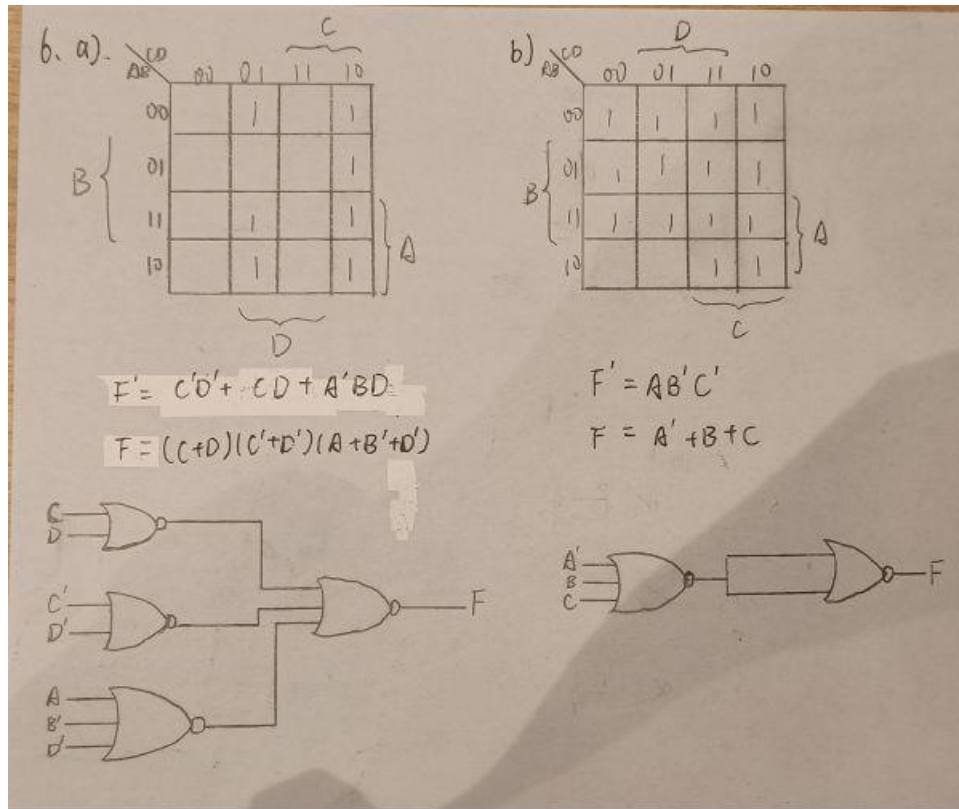 6. a).
C
CD
AB
00 01 11 10
00 1 1
01 1
11 1 1
10 1 1
B
A
D
F' = C'D' + CD + A'BD
F = (C+D)(C'+D')(A+B'+D')
C
D
C'
D'
A
B'
D'
F
b)
D
CD
AB
00 01 11 10
00 1 1 1 1
01 1 1 1 1
11 1 1 1 1
10 1 1
B
A
C
F' = AB'C'
F = A' + B + C
A'
B
C
F